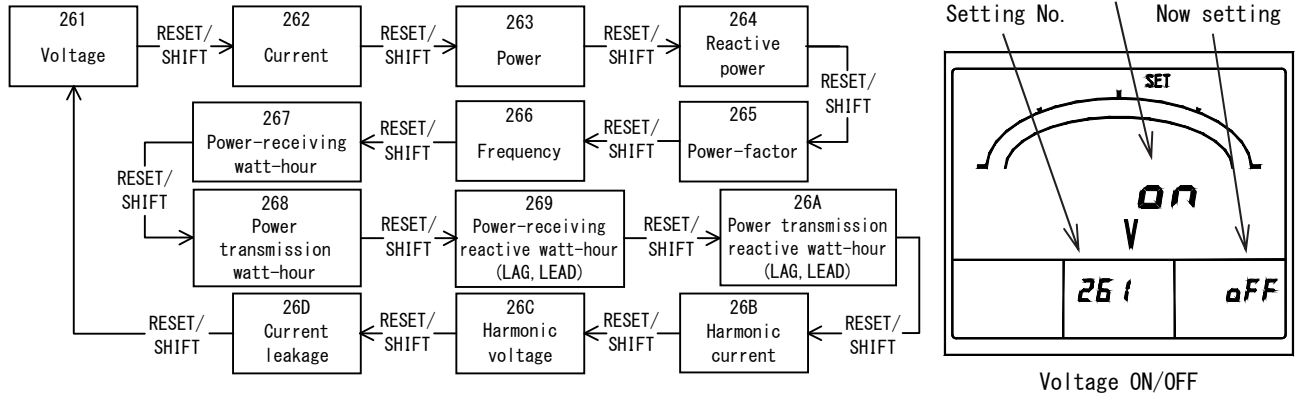 261
Voltage
RESET/
SHIFT
262
Current
RESET/
SHIFT
263
Power
RESET/
SHIFT
264
Reactive
power
RESET/
SHIFT
265
Power-factor
RESET/
SHIFT
266
Frequency
RESET/
SHIFT
267
Power-receiving
watt-hour
RESET/
SHIFT
268
Power
transmission
watt-hour
RESET/
SHIFT
269
Power-receiving
reactive watt-hour
(LAG, LEAD)
RESET/
SHIFT
26A
Power transmission
reactive watt-hour
(LAG, LEAD)
RESET/
SHIFT
26B
Harmonic
current
RESET/
SHIFT
26C
Harmonic
voltage
RESET/
SHIFT
26D
Current
leakage
RESET/
SHIFT
Setting No.
Now setting
SET
on
V
261
oFF
Voltage ON/OFF